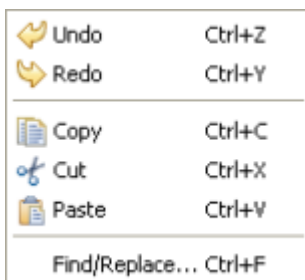 Undo Ctrl+Z
Redo Ctrl+Y
Copy Ctrl+C
Cut Ctrl+X
Paste Ctrl+V
Find/Replace... Ctrl+F